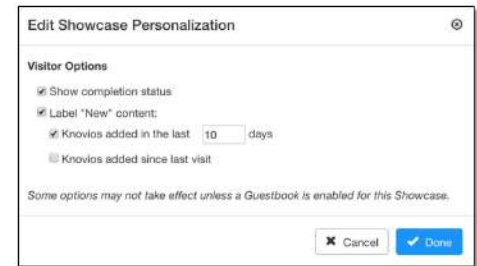 Edit Showcase Personalization
Visitor Options
Show completion status
Label "New" content:
Knovios added in the last 10 days
Knovios added since last visit
Some options may not take effect unless a Guestbook is enabled for this Showcase.
Cancel Done